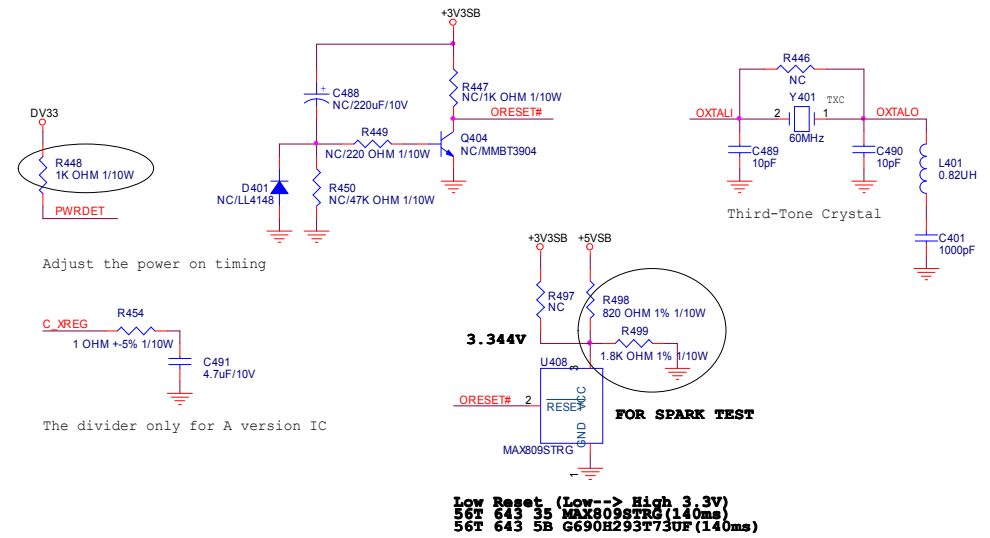 +3V3SB
C488
NC/220uF/10V
+
R447
NC/1K OHM 1/10W
ORESET#
R449
NC/220 OHM 1/10W
Q404
NC/MMBT3904
D401
NC/LL4148
R450
NC/47K OHM 1/10W
DV33
R448
1K OHM 1/10W
PWRDET
Adjust the power on timing
R446
NC
Y401
TXC
OXTALI
2
1
OXTALO
60MHz
C489
10pF
C490
10pF
L401
0.82UH
Third-Tone Crystal
C401
1000pF
C_XREG
R454
1 OHM +-5% 1/10W
C491
4.7uF/10V
The divider only for A version IC
+3V3SB
+5VSB
R497
NC
R498
820 OHM 1% 1/10W
R499
1.8K OHM 1% 1/10W
3.344V
U408
3
ORESET#
2
RESET
VCC
GND
MAX809STRG
1
FOR SPARK TEST
Low Reset (Low--> High 3.3V)
56T 643 35 MAX809STRG(140ms)
56T 643 5B G690H293T73UF(140ms)